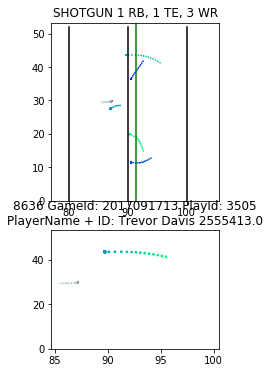 SHOTGUN 1 RB, 1 TE, 3 WR
50
40
30
20
10
0
80 90 100
8636 GameId: 2017091713 PlayId: 3505
PlayerName + ID: Trevor Davis 2555413.0
40
20
0
85 90 95 100